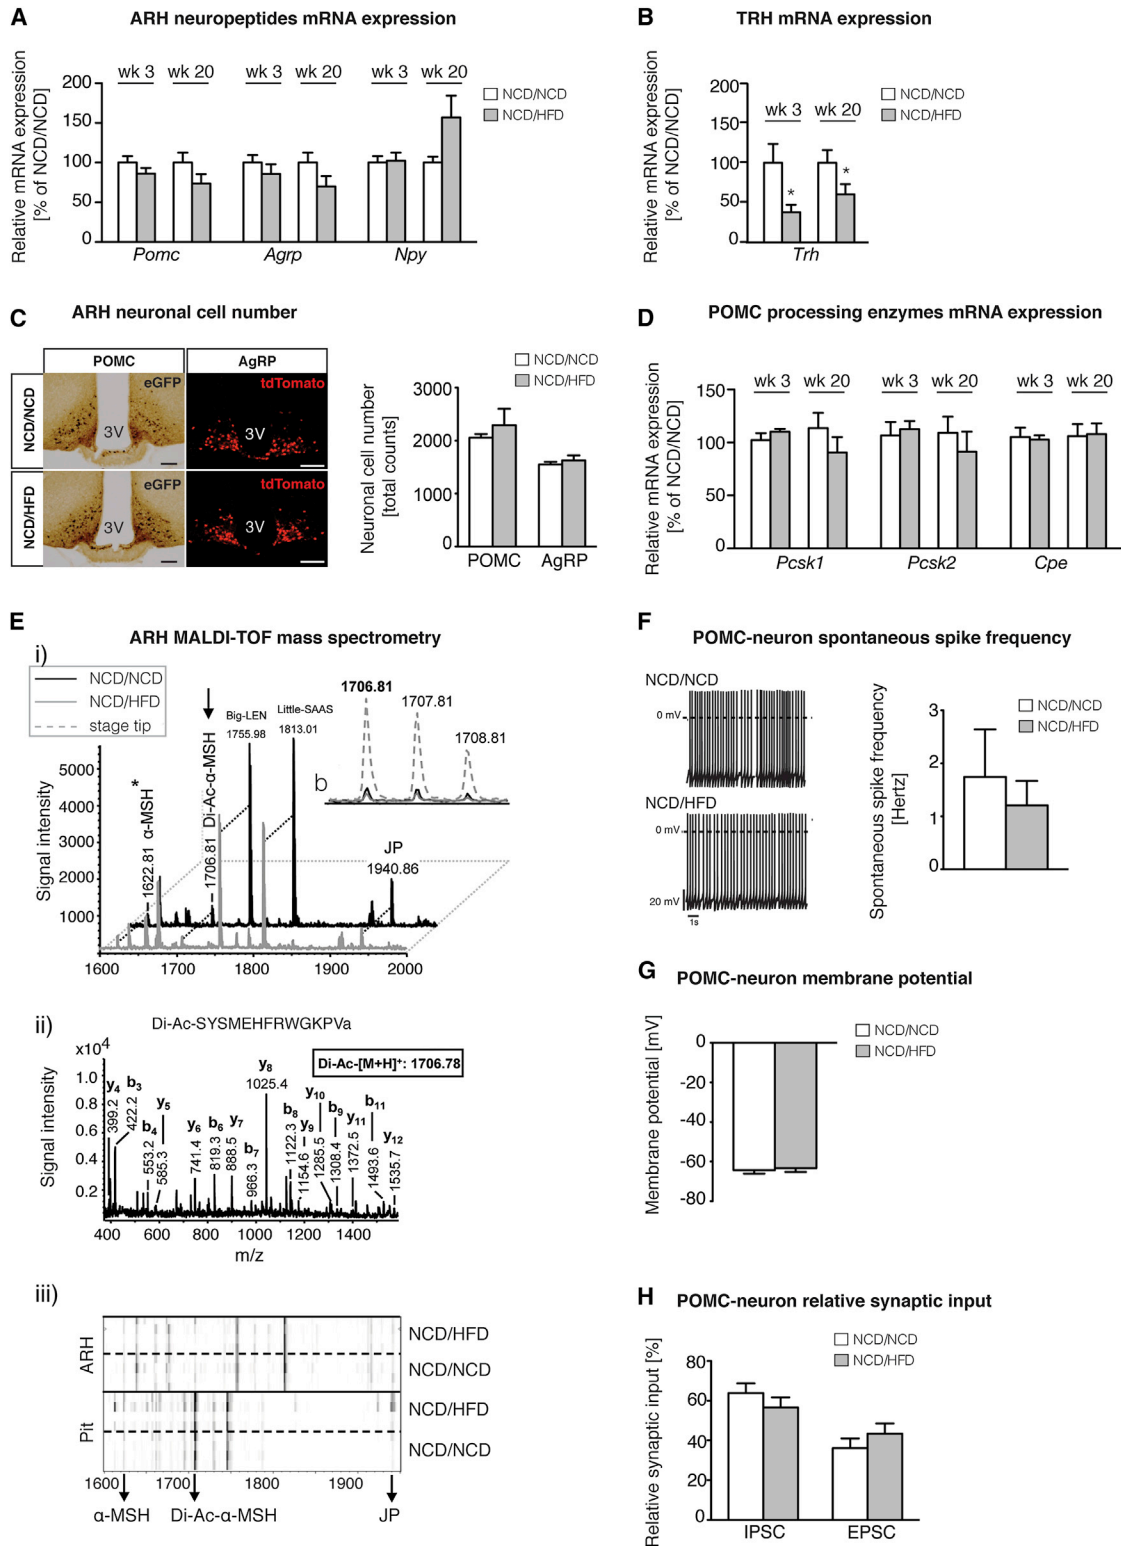 A
ARH neuropeptides mRNA expression
Relative mRNA expression
[% of NCD/NCD]
wk 3
wk 20
wk 3
wk 20
wk 3
wk 20
200
150
100
50
0
Pomc
Agrp
Npy
NCD/NCD
NCD/HFD
B
TRH mRNA expression
Relative mRNA expression
[% of NCD/NCD]
wk 3
wk 20
200
150
100
50
0
*
*
Trh
NCD/NCD
NCD/HFD
C
ARH neuronal cell number
POMC
AgRP
NCD/NCD
NCD/HFD
eGFP
tdTomato
3V
3V
eGFP
tdTomato
3V
3V
Neuronal cell number
[total counts]
3000
2000
1000
0
POMC
AgRP
NCD/NCD
NCD/HFD
D
POMC processing enzymes mRNA expression
Relative mRNA expression
[% of NCD/NCD]
wk 3
wk 20
wk 3
wk 20
wk 3
wk 20
150
100
50
0
Pcsk1
Pcsk2
Cpe
E
ARH MALDI-TOF mass spectrometry
i)
NCD/NCD
NCD/HFD
stage tip
Signal intensity
5000
4000
3000
2000
1000
*
1622.81 α-MSH
1706.81 Di-Ac-α-MSH
Big-LEN
1755.98
Little-SAAS
1813.01
1706.81
1707.81
1708.81
b
JP
1940.86
1600
1700
1800
1900
2000
ii)
Di-Ac-SYSMEHFRWGKPVa
x10⁴
Di-Ac-[M+H]⁺: 1706.78
Signal intensity
1.0
0.8
0.6
0.4
0.2
y₄
399.2
b₃
422.2
b₄
553.2
y₅
585.3
y₆
741.4
b₆
819.3
y₇
888.5
b₇
966.3
y₈
1025.4
b₈
1122.3
y₉
1154.6
y₁₀
1285.5
b₉
1308.4
y₁₁
1372.5
b₁₁
1493.6
y₁₂
1535.7
400
600
800
1000
1200
1400
m/z
iii)
ARH
NCD/HFD
NCD/NCD
Pit
NCD/HFD
NCD/NCD
1600
1700
1800
1900
α-MSH
Di-Ac-α-MSH
JP
F
POMC-neuron spontaneous spike frequency
NCD/NCD
0 mV
NCD/HFD
0 mV
20 mV
1s
Spontaneous spike frequency
[Hertz]
3
2
1
0
NCD/NCD
NCD/HFD
G
POMC-neuron membrane potential
Membrane potential [mV]
0
-20
-40
-60
-80
NCD/NCD
NCD/HFD
H
POMC-neuron relative synaptic input
Relative synaptic input [%]
80
60
40
20
0
IPSC
EPSC
NCD/NCD
NCD/HFD